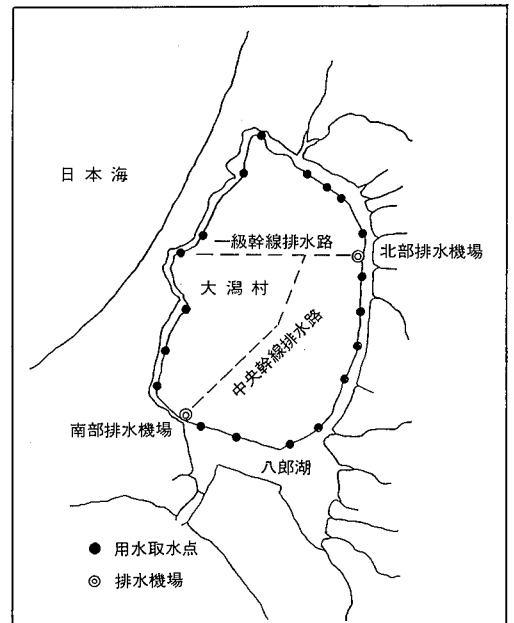 日本海
一級幹線排水路
北部排水機場
大潟村
中央幹線排水路
南部排水機場
八郎湖
● 用水取水点
◎ 排水機場